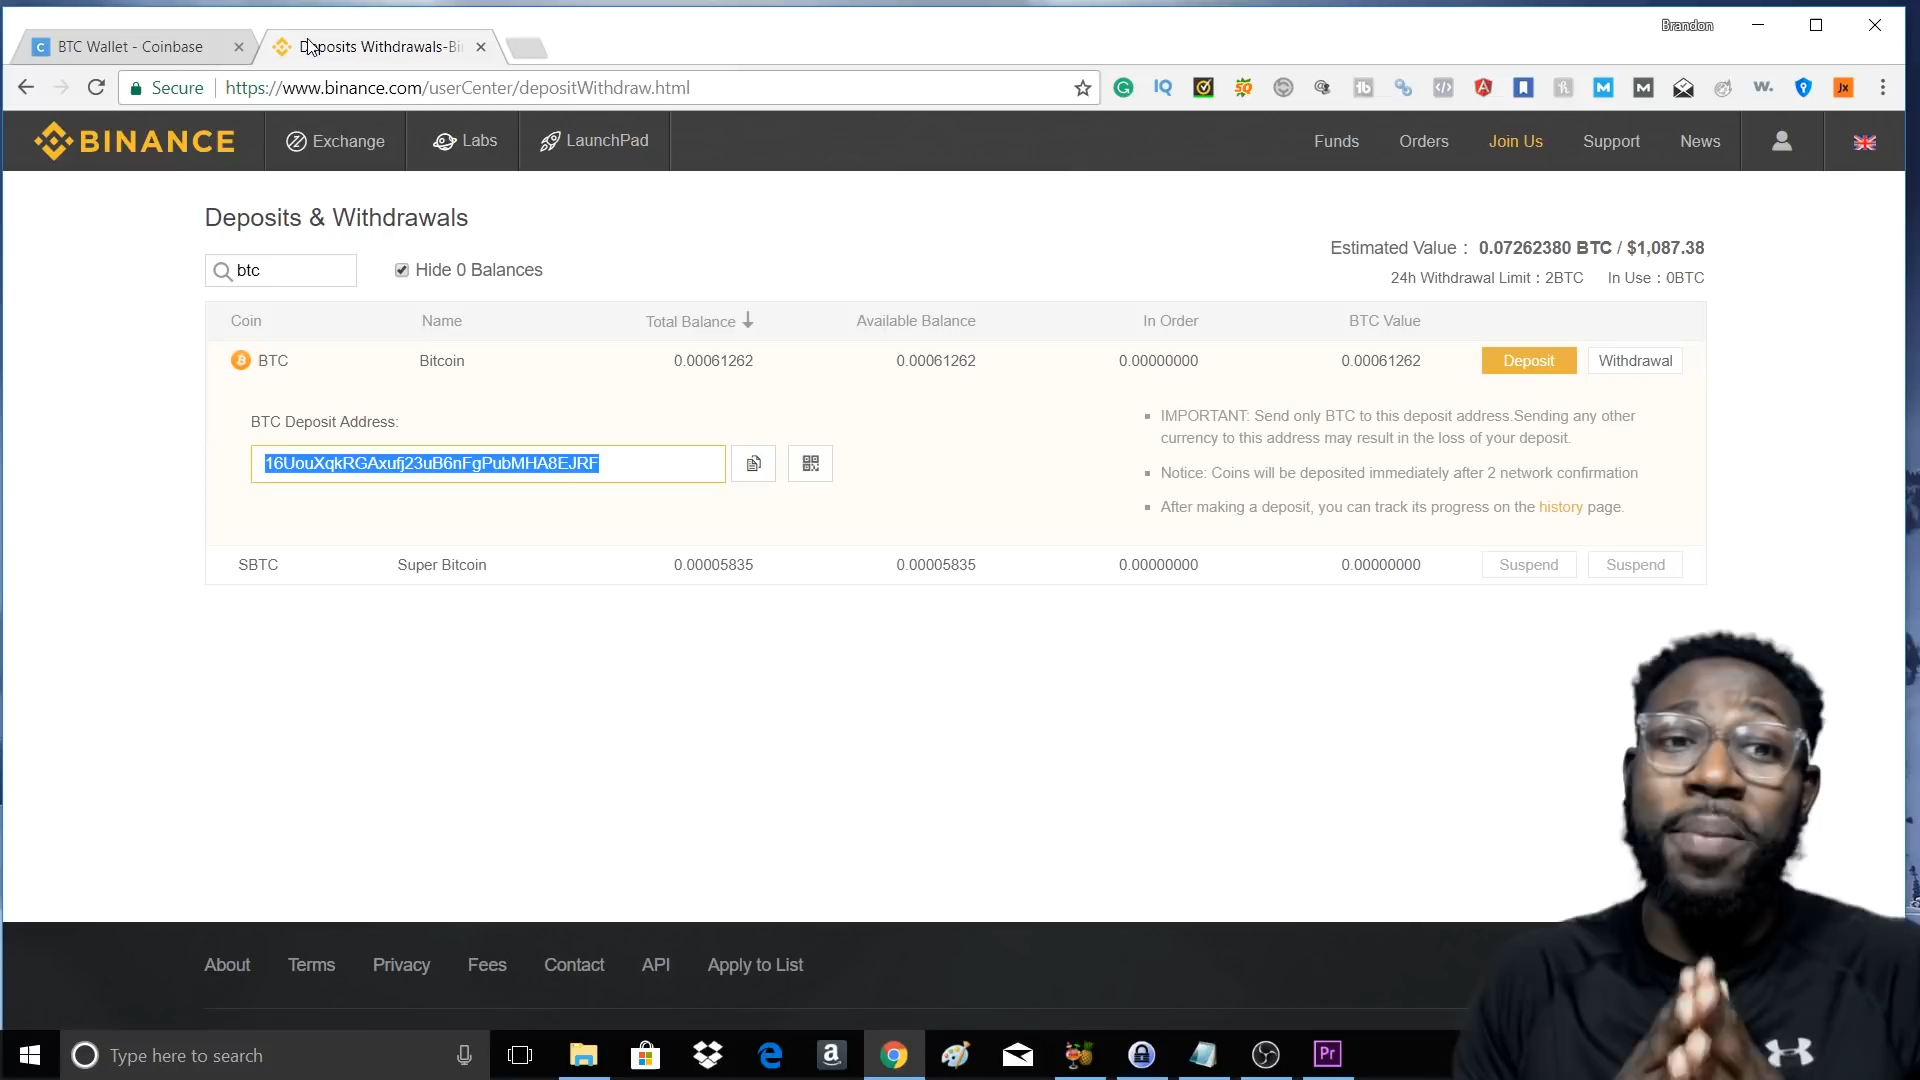 Brandon
BTC Wallet - Coinbase
Deposits Withdrawals-Bi
Secure https://www.binance.com/userCenter/depositWithdraw.html
BINANCE Exchange Labs LaunchPad Funds Orders Join Us Support News
Deposits & Withdrawals
Estimated Value : 0.07262380 BTC / $1,087.38
btc Hide 0 Balances
24h Withdrawal Limit : 2BTC In Use : 0BTC
Coin Name Total Balance Available Balance In Order BTC Value
BTC Bitcoin 0.00061262 0.00061262 0.00000000 0.00061262 Deposit Withdrawal
BTC Deposit Address:
16UouXqkRGAxufj23uB6nFgPubMHA8EJRF
IMPORTANT: Send only BTC to this deposit address.Sending any other
currency to this address may result in the loss of your deposit.
Notice: Coins will be deposited immediately after 2 network confirmation
After making a deposit, you can track its progress on the history page.
SBTC Super Bitcoin 0.00005835 0.00005835 0.00000000 0.00000000 Suspend Suspend
About Terms Privacy Fees Contact API Apply to List
Type here to search